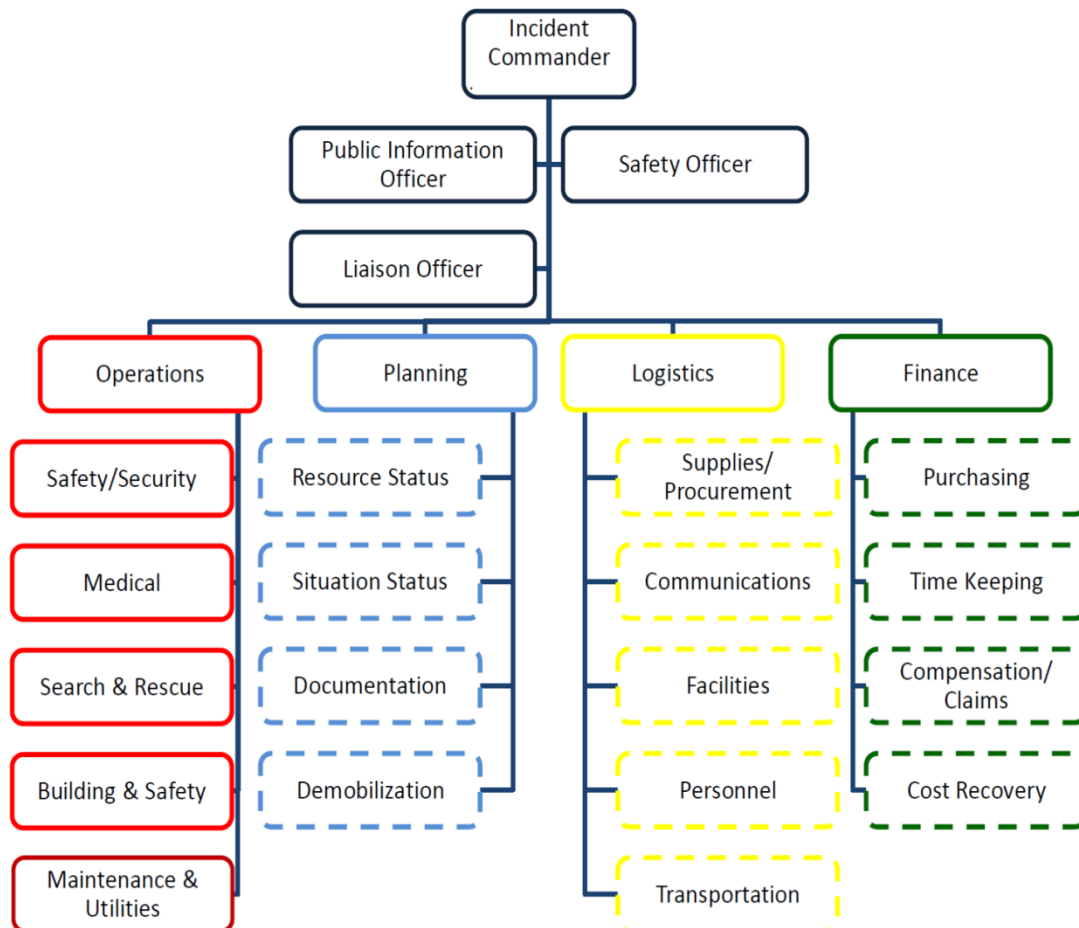 Incident
Commander
.
Public Information
Officer
Safety Officer
Liaison Officer
Operations
Planning
Logistics
Finance
Safety/Security
Resource Status
Supplies/
Procurement
Purchasing
Medical
Situation Status
Communications
Time Keeping
Search & Rescue
Documentation
Facilities
Compensation/
Claims
Building & Safety
Demobilization
Personnel
Cost Recovery
Maintenance &
Utilities
Transportation